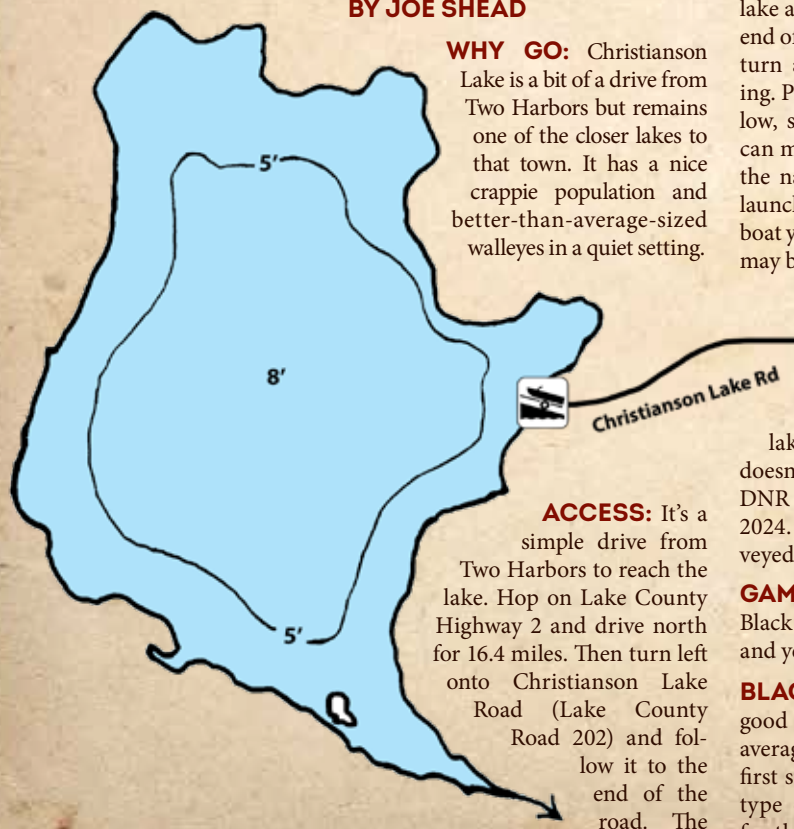 BY JOE SHEAD
WHY GO: Christianson
Lake is a bit of a drive from
Two Harbors but remains
one of the closer lakes to
that town. It has a nice
crappie population and
better-than-average-sized
walleyes in a quiet setting.
5’
8’
5’
Christianson Lake Rd
ACCESS: It’s a
simple drive from
Two Harbors to reach the
lake. Hop on Lake County
Highway 2 and drive north
for 16.4 miles. Then turn left
onto Christianson Lake
Road (Lake County
Road 202) and fol-
low it to the
end of the
road. The
lake a
end of
turn
ing. P
low, s
can m
the na
launch
boat y
may b
lak
doesn
DNR
2024.
veyed
GAM
Black
and ye
BLAC
good
averag
first s
type